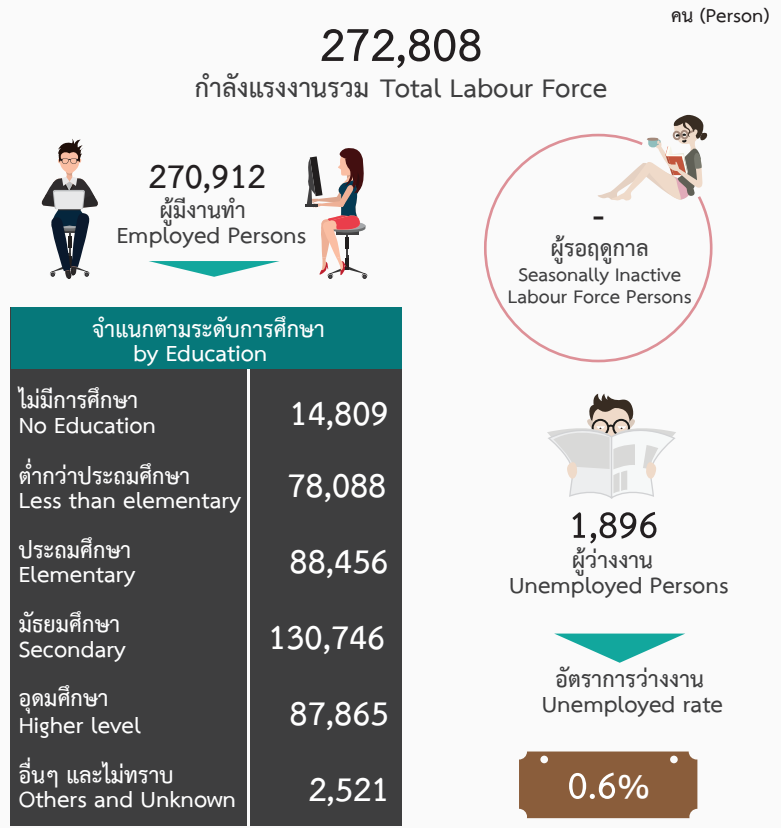 คน (Person)
272,808
กำลังแรงงานรวม Total Labour Force
270,912
ผู้มีงานทำ
Employed Persons
-
ผู้รอฤดูกาล
Seasonally Inactive
Labour Force Persons
จำแนกตามระดับการศึกษา
by Education
ไม่มีการศึกษา
No Education
14,809
ต่ำกว่าประถมศึกษา
Less than elementary
78,088
ประถมศึกษา
Elementary
88,456
มัธยมศึกษา
Secondary
130,746
อุดมศึกษา
Higher level
87,865
อื่นๆ และไม่ทราบ
Others and Unknown
2,521
1,896
ผู้ว่างงาน
Unemployed Persons
อัตราการว่างงาน
Unemployed rate
0.6%